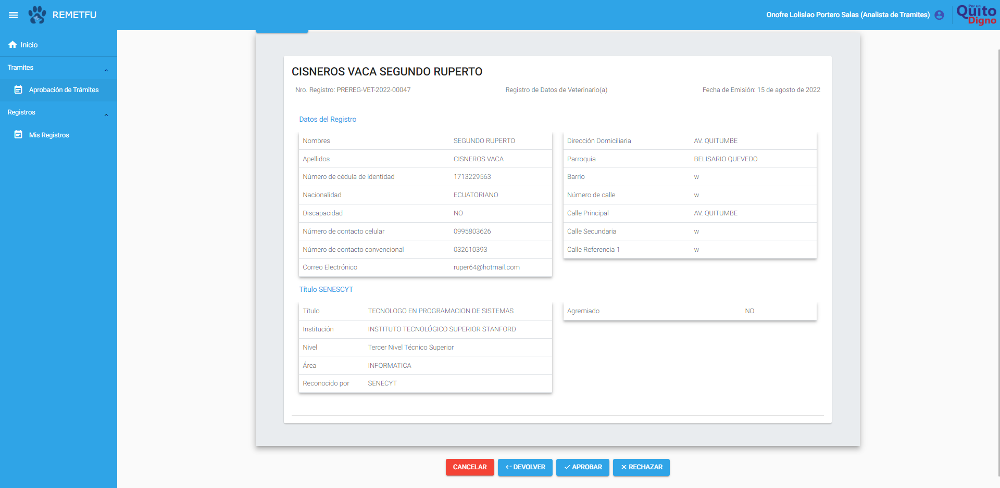 REMETFU
Onofre Lolislao Portero Salas (Analista de Tramites)
Por un
Quito
Digno
Inicio
Tramites
Aprobación de Trámites
Registros
Mis Registros
CISNEROS VACA SEGUNDO RUPERTO
Nro. Registro: PREREG-VET-2022-00047 Registro de Datos de Veterinario(a) Fecha de Emisión: 15 de agosto de 2022
Datos del Registro
Nombres SEGUNDO RUPERTO
Apellidos CISNEROS VACA
Número de cédula de identidad 1713229563
Nacionalidad ECUATORIANO
Discapacidad NO
Número de contacto celular 0995803626
Número de contacto convencional 032610393
Correo Electrónico ruper64@hotmail.com
Dirección Domiciliaria AV. QUITUMBE
Parroquia BELISARIO QUEVEDO
Barrio w
Número de calle w
Calle Principal AV. QUITUMBE
Calle Secundaria w
Calle Referencia 1 w
Título SENESCYT
Título TECNOLOGO EN PROGRAMACION DE SISTEMAS
Institución INSTITUTO TECNOLÓGICO SUPERIOR STANFORD
Nivel Tercer Nivel Técnico Superior
Área INFORMATICA
Reconocido por SENECYT
Agremiado NO
CANCELAR DEVOLVER APROBAR RECHAZAR